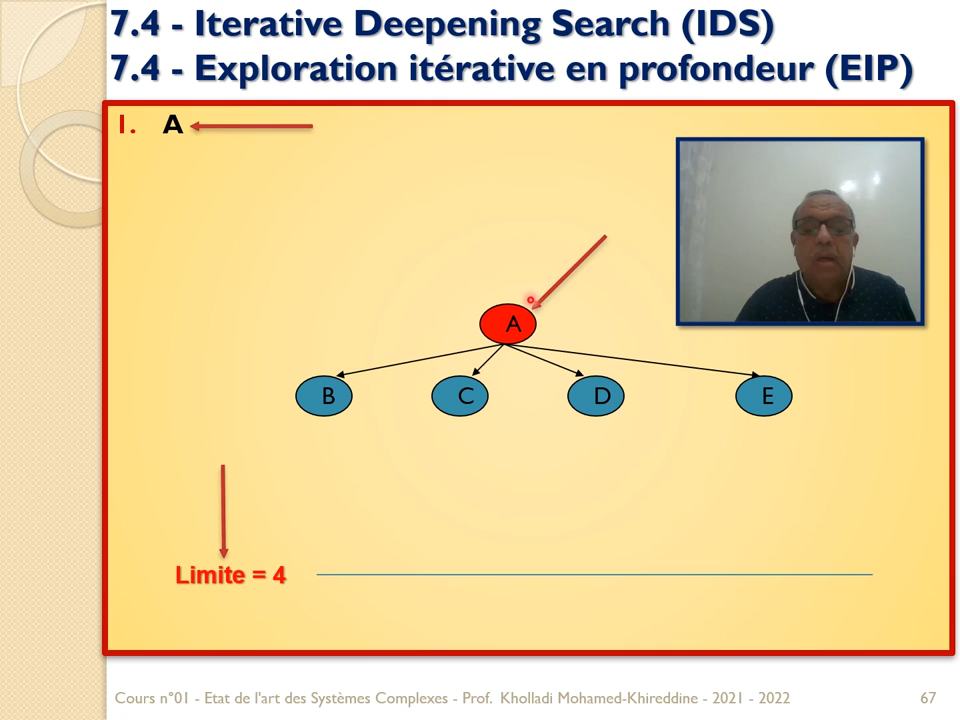 7.4 - Iterative Deepening Search (IDS)
7.4 - Exploration itérative en profondeur (EIP)
1. A
A
B C D E
Limite = 4
Cours n°01 - Etat de l'art des Systèmes Complexes - Prof. Kholladi Mohamed-Khireddine - 2021 - 2022 67